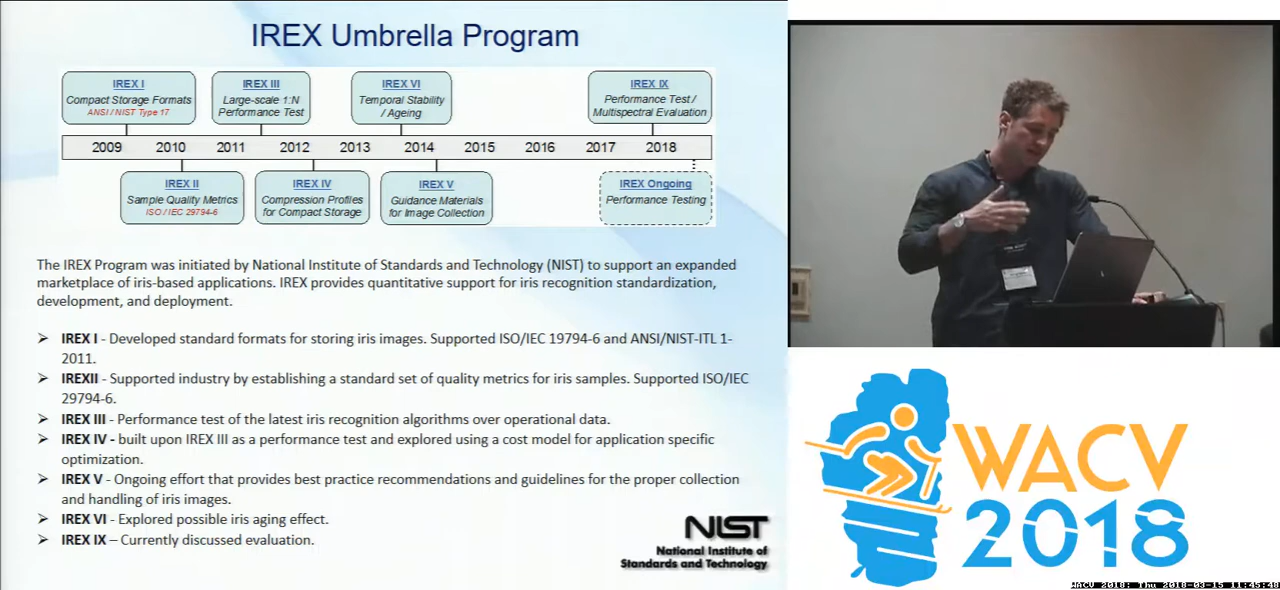 IREX Umbrella Program
IREX I
Compact Storage Formats
ANSI / NIST Type 17
IREX III
Large-scale 1:N
Performance Test
IREX VI
Temporal Stability
/ Ageing
IREX IX
Performance Test /
Multispectral Evaluation
2009 2010 2011 2012 2013 2014 2015 2016 2017 2018
IREX II
Sample Quality Metrics
ISO / IEC 29794-6
IREX IV
Compression Profiles
for Compact Storage
IREX V
Guidance Materials
for Image Collection
IREX Ongoing
Performance Testing
The IREX Program was initiated by National Institute of Standards and Technology (NIST) to support an expanded
marketplace of iris-based applications. IREX provides quantitative support for iris recognition standardization,
development, and deployment.
IREX I - Developed standard formats for storing iris images. Supported ISO/IEC 19794-6 and ANSI/NIST-ITL 1-
2011.
IREXII - Supported industry by establishing a standard set of quality metrics for iris samples. Supported ISO/IEC
29794-6.
IREX III - Performance test of the latest iris recognition algorithms over operational data.
IREX IV - built upon IREX III as a performance test and explored using a cost model for application specific
optimization.
IREX V - Ongoing effort that provides best practice recommendations and guidelines for the proper collection
and handling of iris images.
IREX VI - Explored possible iris aging effect.
IREX IX – Currently discussed evaluation.
NIST
National Institute of
Standards and Technology
WACV
2018
WACV 2018: Thu 2018-03-15 11:45:48